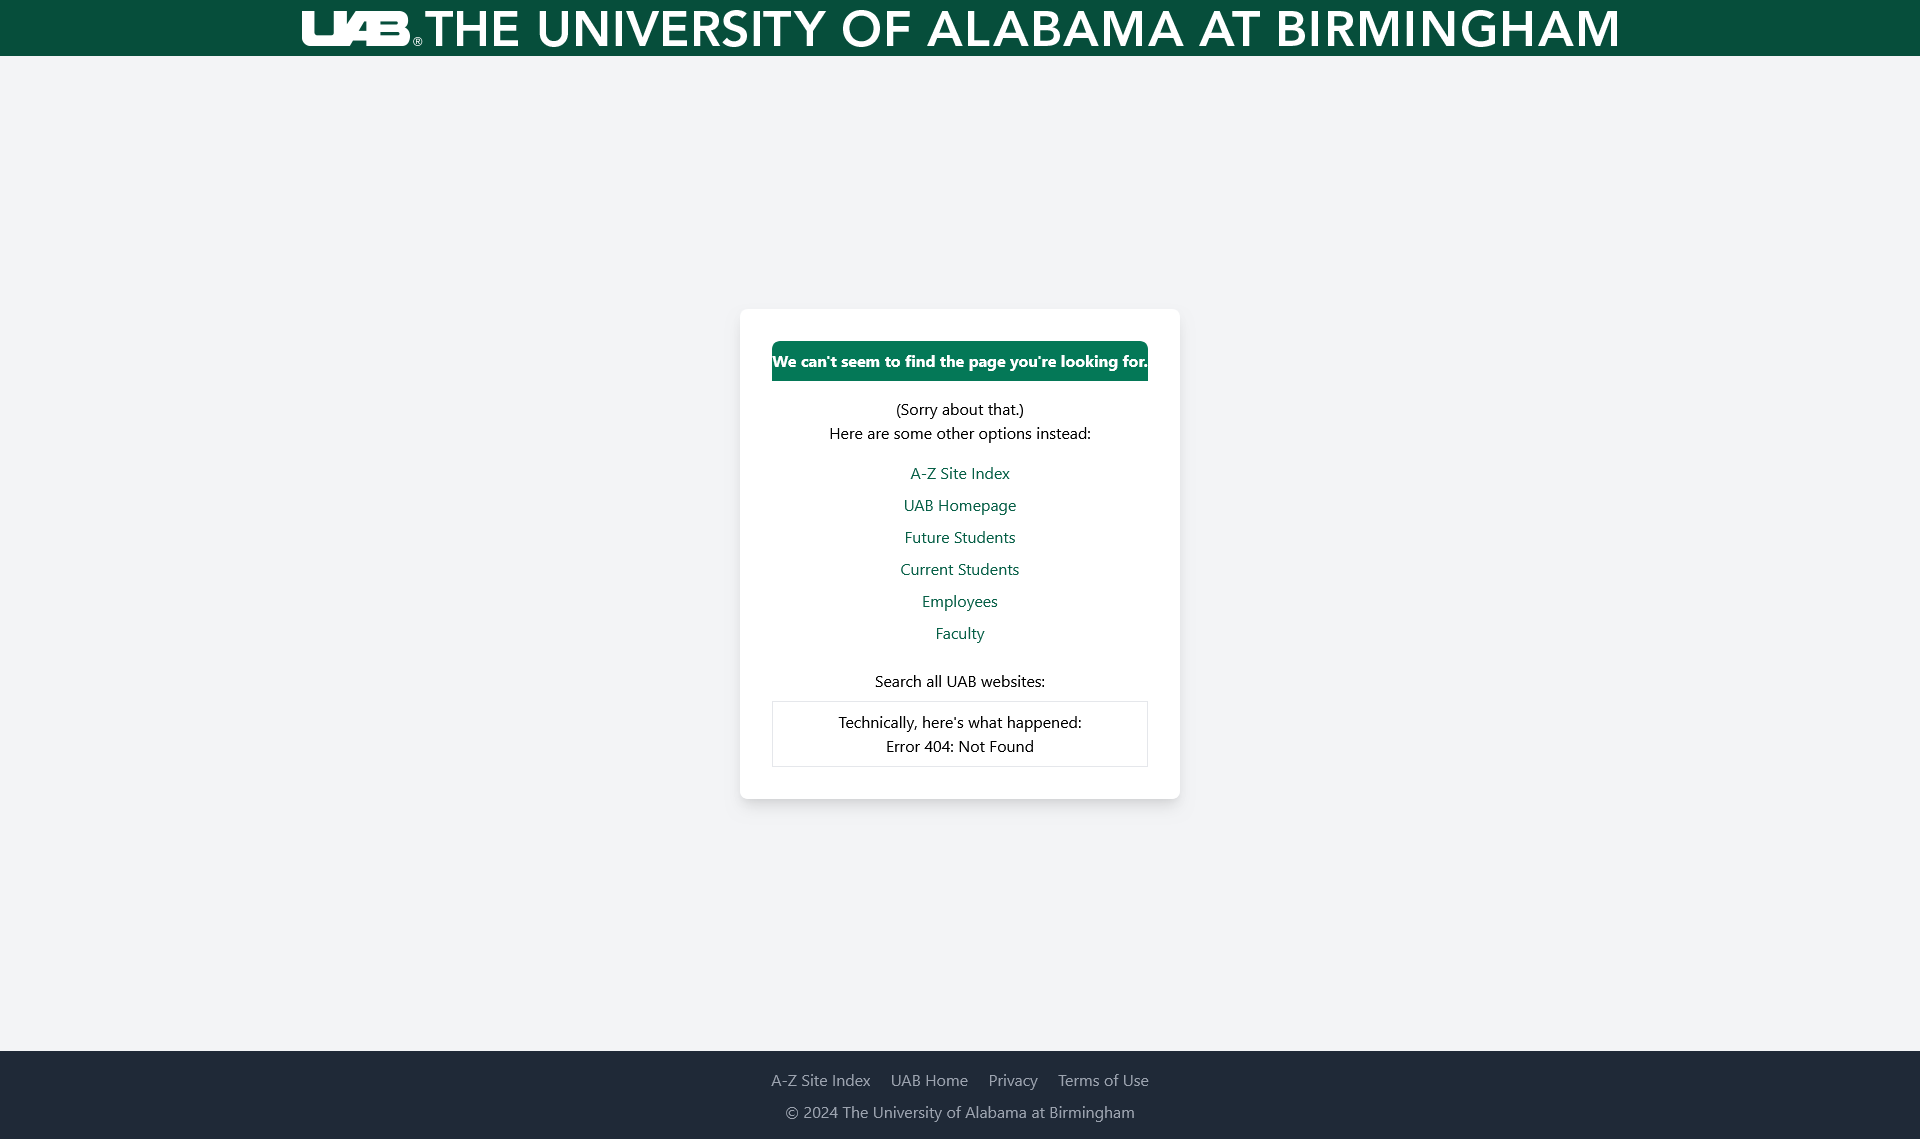 UAB® THE UNIVERSITY OF ALABAMA AT BIRMINGHAM
We can't seem to find the page you're looking for.
(Sorry about that.)
Here are some other options instead:
A-Z Site Index
UAB Homepage
Future Students
Current Students
Employees
Faculty
Search all UAB websites:
Technically, here's what happened:
Error 404: Not Found
A-Z Site Index UAB Home Privacy Terms of Use
© 2024 The University of Alabama at Birmingham